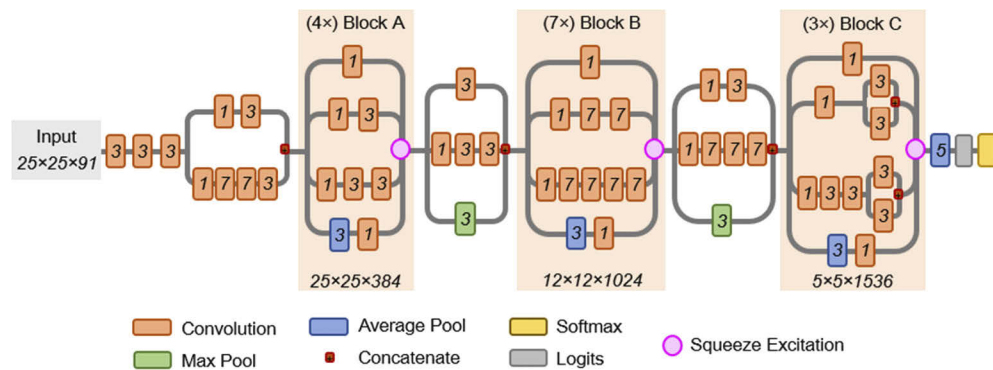 (4×) Block A
(7×) Block B
(3×) Block C
Input
25×25×91
3 3 3
1 3
1 7 7 3
1
1 3
1 3 3
3 1
3
1 3 3
3
1
1 7 7
1 7 7 7 7
3 1
1 3
1 7 7 7
3
1
1 3 3
1 3 3 3 3
3 1
5
25×25×384
12×12×1024
5×5×1536
Convolution
Average Pool
Softmax
Max Pool
Concatenate
Logits
Squeeze Excitation